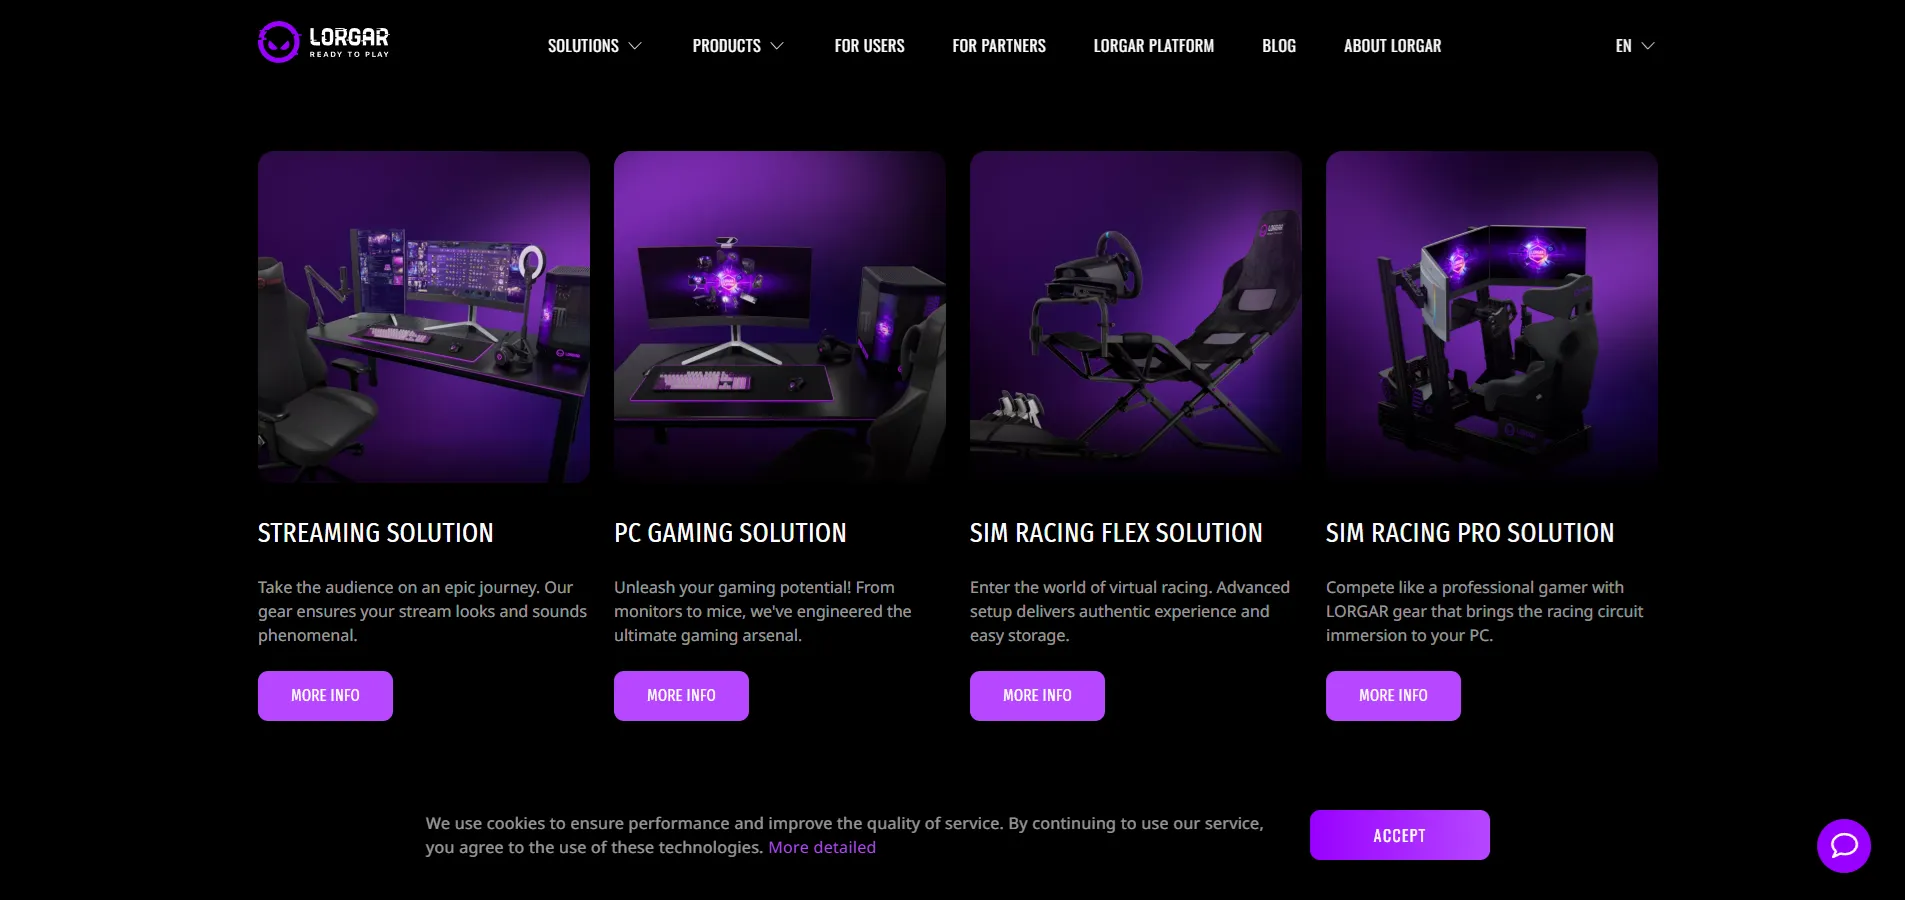 LORGAR
READY TO PLAY
SOLUTIONS
PRODUCTS
FOR USERS
FOR PARTNERS
LORGAR PLATFORM
BLOG
ABOUT LORGAR
EN
STREAMING SOLUTION
Take the audience on an epic journey. Our
gear ensures your stream looks and sounds
phenomenal.
MORE INFO
PC GAMING SOLUTION
Unleash your gaming potential! From
monitors to mice, we've engineered the
ultimate gaming arsenal.
MORE INFO
SIM RACING FLEX SOLUTION
Enter the world of virtual racing. Advanced
setup delivers authentic experience and
easy storage.
MORE INFO
SIM RACING PRO SOLUTION
Compete like a professional gamer with
LORGAR gear that brings the racing circuit
immersion to your PC.
MORE INFO
We use cookies to ensure performance and improve the quality of service. By continuing to use our service,
you agree to the use of these technologies. More detailed
ACCEPT